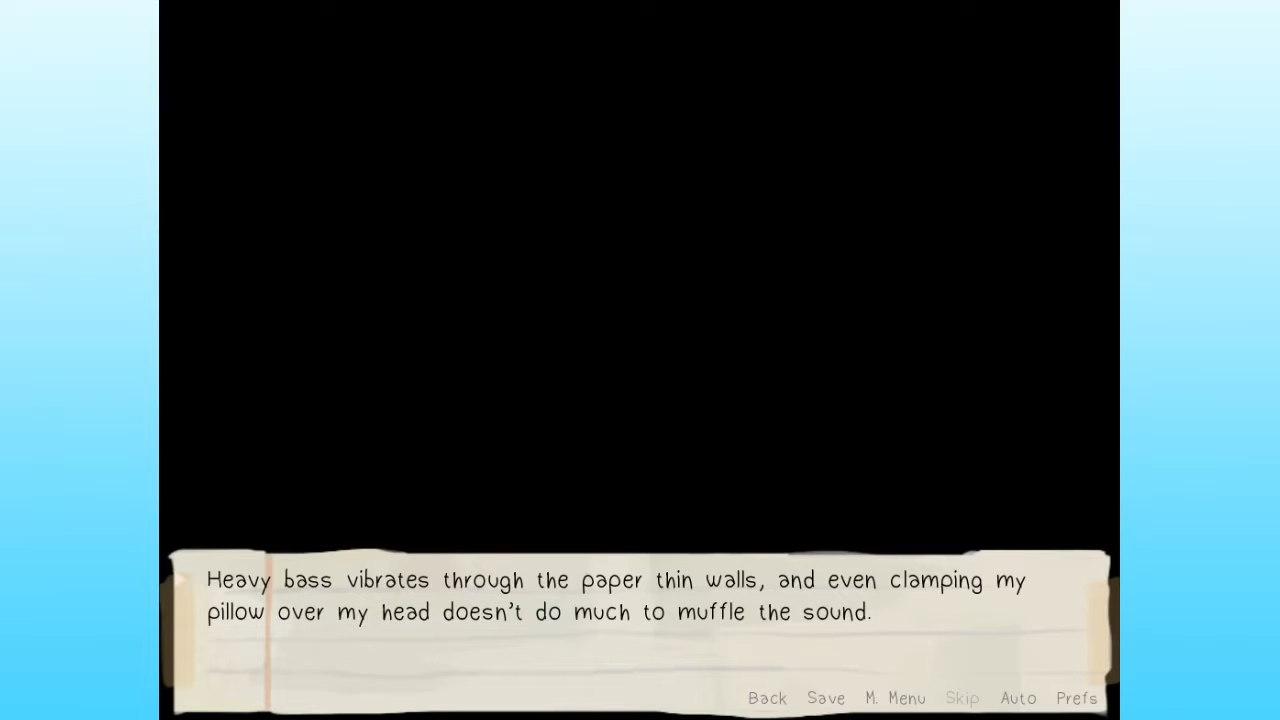 Heavy bass vibrates through the paper thin walls, and even clamping my
pillow over my head doesn't do much to muffle the sound.
Back Save M. Menu Skip Auto Prefs